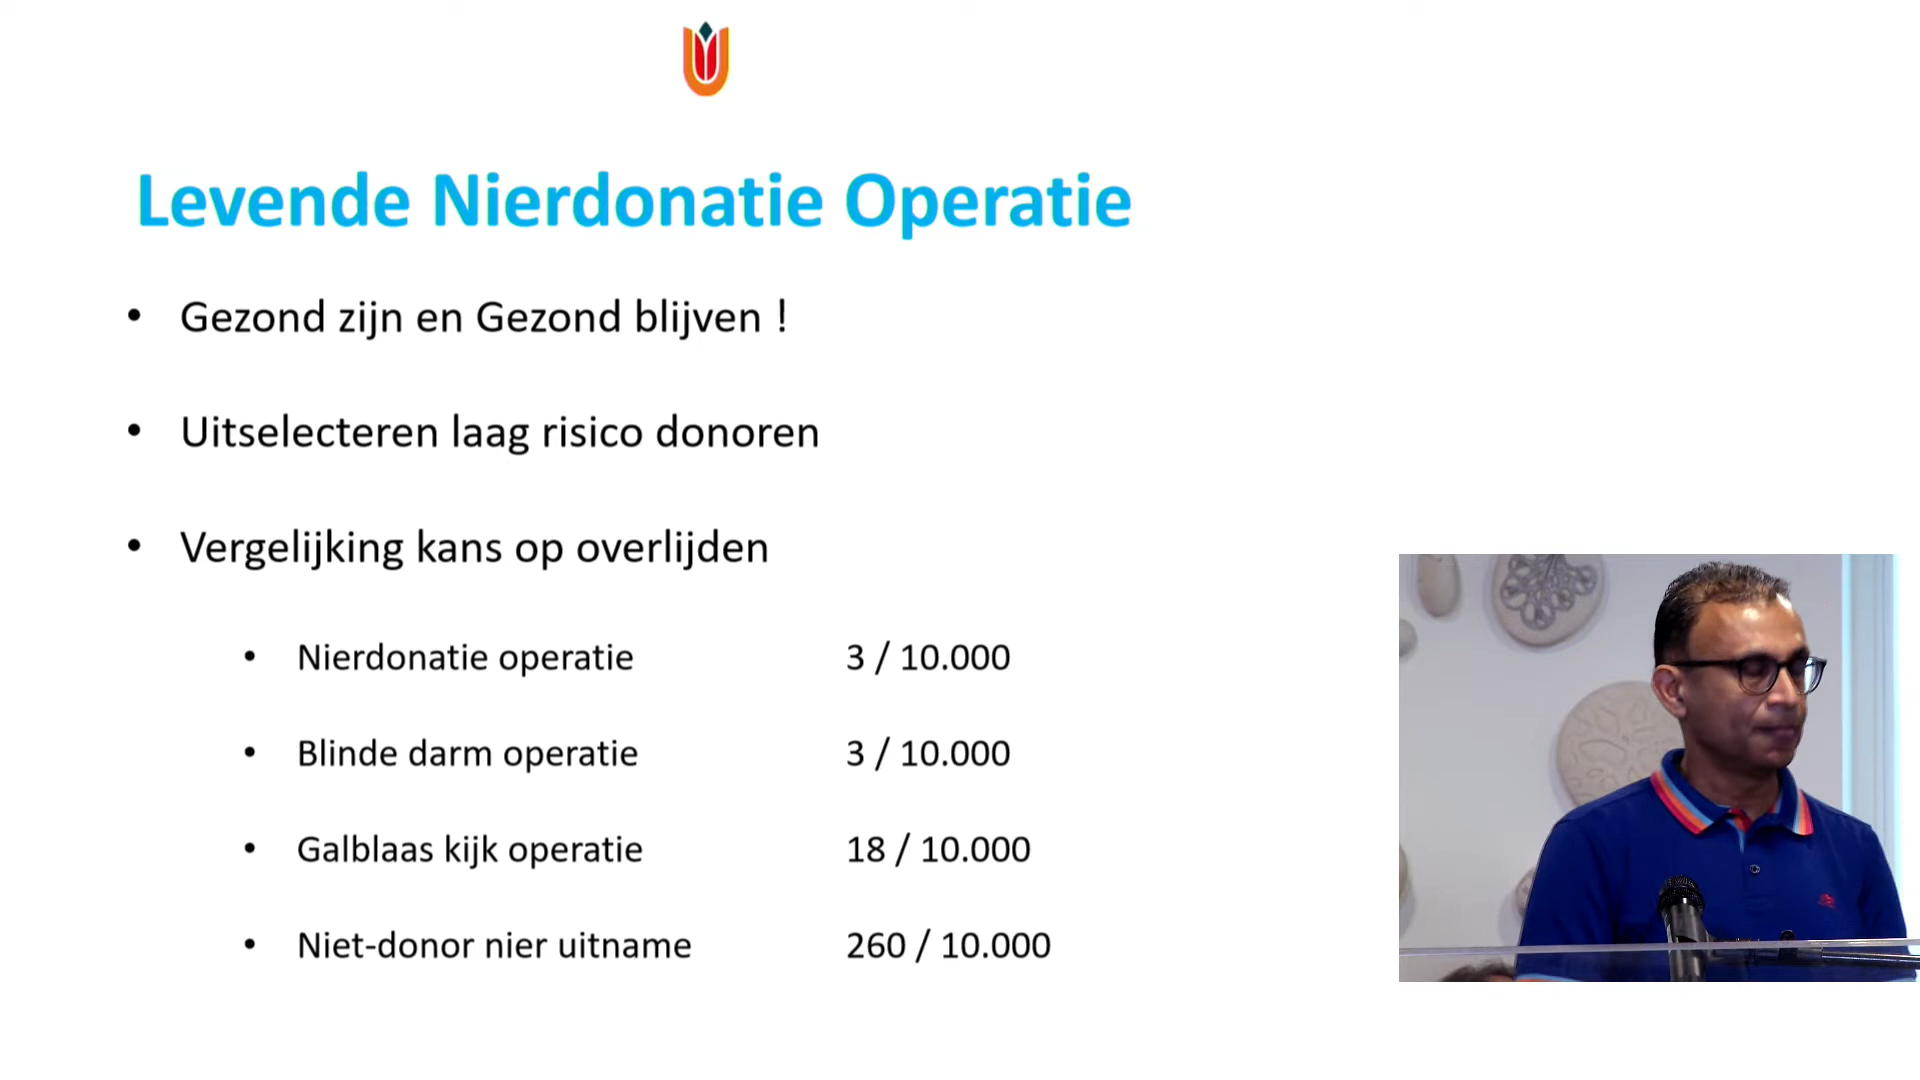 Levende Nierdonatie Operatie
• Gezond zijn en Gezond blijven !
• Uitselecteren laag risico donoren
• Vergelijking kans op overlijden
• Nierdonatie operatie 3 / 10.000
• Blinde darm operatie 3 / 10.000
• Galblaas kijk operatie 18 / 10.000
• Niet-donor nier uitname 260 / 10.000